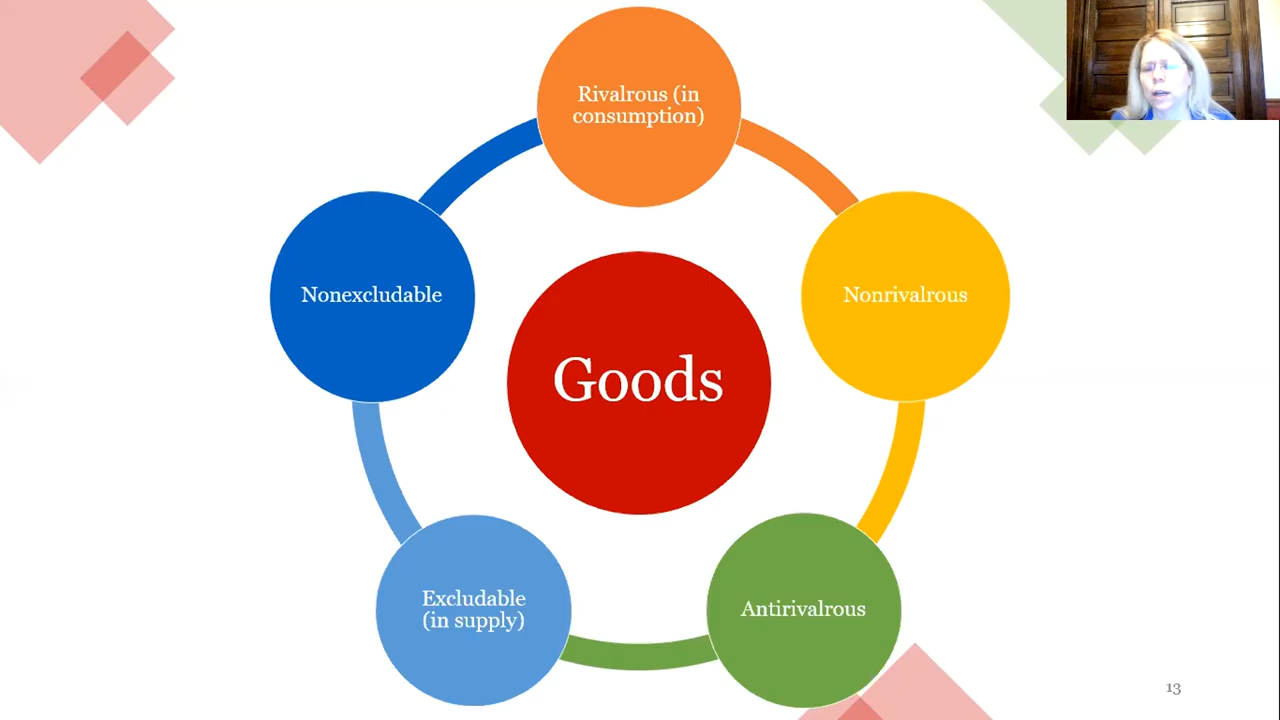 Rivalrous (in
consumption)
Nonexcludable
Nonrivalrous
Goods
Excludable
(in supply)
Antirivalrous
13